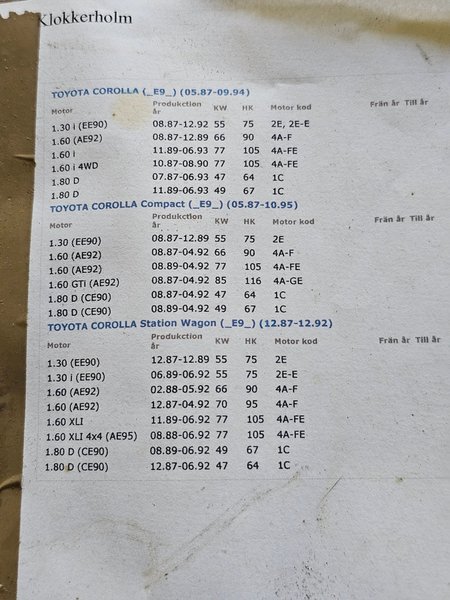 Klokkerholm
TOYOTA COROLLA (_E9_) (05.87-09.94)
Motor Produkction år KW HK Motor kod Från år Till år
1.30 i (EE90) 08.87-12.92 55 75 2E, 2E-E
1.60 (AE92) 08.87-12.89 66 90 4A-F
1.60 i 11.89-06.93 77 105 4A-FE
1.60 i 4WD 10.87-08.90 77 105 4A-FE
1.80 D 07.87-06.93 47 64 1C
1.80 D 11.89-06.93 49 67 1C
TOYOTA COROLLA Compact (_E9_) (05.87-10.95)
Motor Produkction år KW HK Motor kod Från år Till år
1.30 (EE90) 08.87-12.89 55 75 2E
1.60 (AE92) 08.87-04.92 66 90 4A-F
1.60 (AE92) 08.89-04.92 77 105 4A-FE
1.60 GTI (AE92) 08.87-04.92 85 116 4A-GE
1.80 D (CE90) 08.87-04.92 47 64 1C
1.80 D (CE90) 08.89-04.92 49 67 1C
TOYOTA COROLLA Station Wagon (_E9_) (12.87-12.92)
Motor Produkction år KW HK Motor kod Från år Till år
1.30 (EE90) 12.87-12.89 55 75 2E
1.30 i (EE90) 06.89-06.92 55 75 2E-E
1.60 (AE92) 02.88-05.92 66 90 4A-F
1.60 (AE92) 12.87-04.92 70 95 4A-F
1.60 XLI 11.89-06.92 77 105 4A-FE
1.60 XLI 4x4 (AE95) 08.88-06.92 77 105 4A-FE
1.80 D (CE90) 08.89-06.92 49 67 1C
1.80 D (CE90) 12.87-06.92 47 64 1C